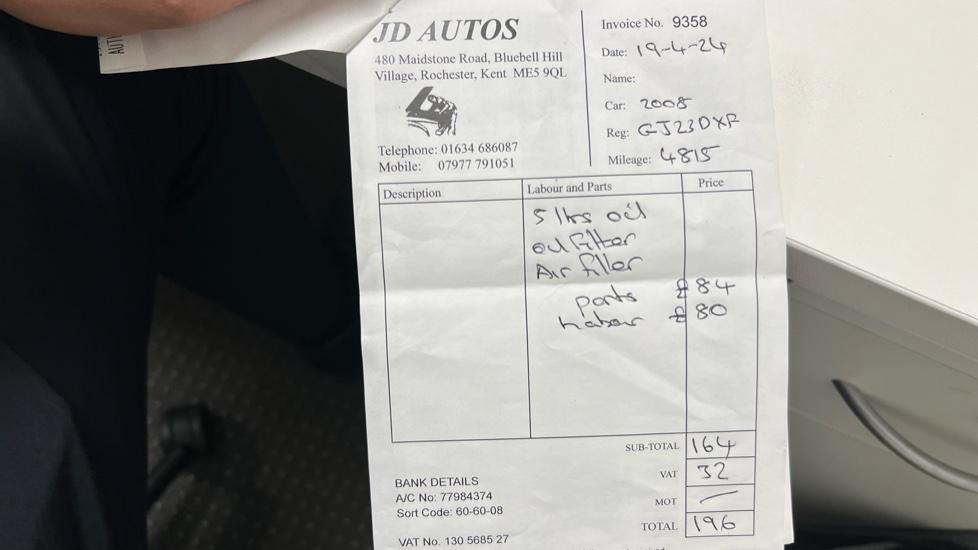 AUTH
JD AUTOS
480 Maidstone Road, Bluebell Hill
Village, Rochester, Kent ME5 9QL
Telephone: 01634 686087
Mobile: 07977 791051
Invoice No. 9358
Date: 19-4-24
Name:
Car: 2008
Reg: GJ23DXF
Mileage: 4815
Description Labour and Parts Price
5 ltrs oil
oil filter
Air filter
parts £84
Labour £80
SUB-TOTAL 164
VAT 32
MOT —
TOTAL 196
BANK DETAILS
A/C No: 77984374
Sort Code: 60-60-08
VAT No. 130 5685 27